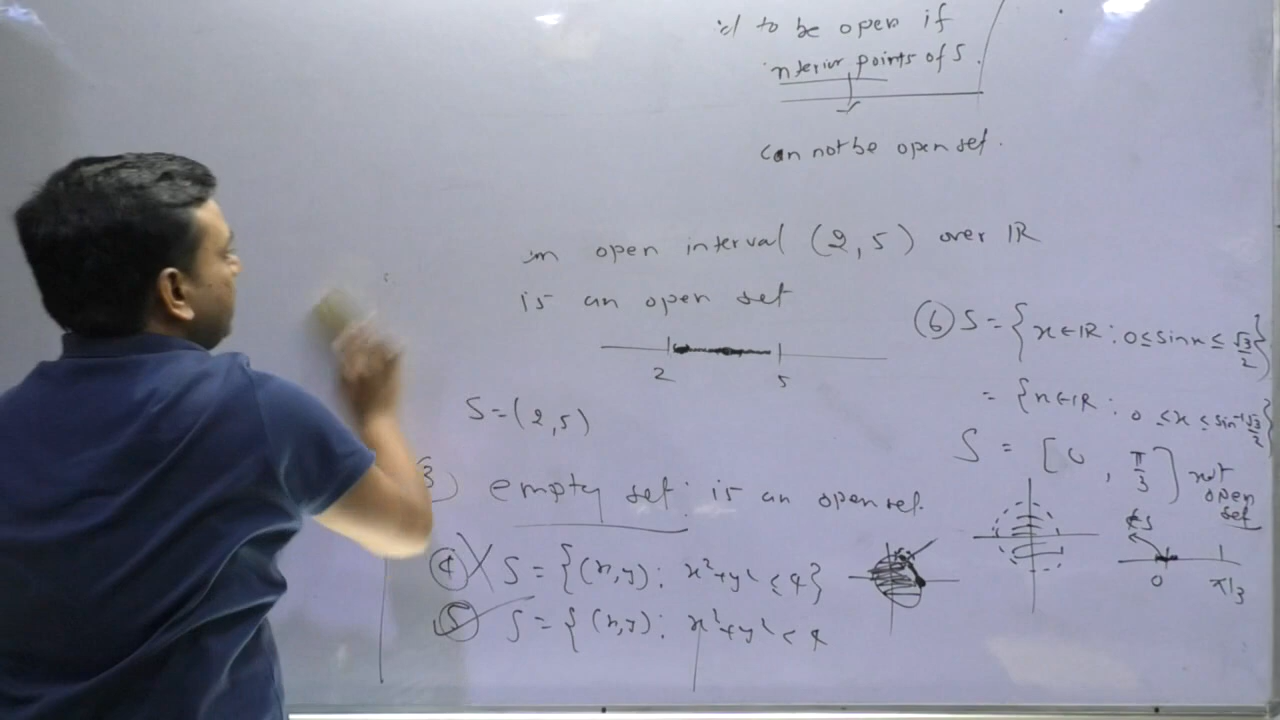 to be open if
interior points of S.
can not be open set.
open interval (2, 5) over IR
is an open set
2 5
S = (2, 5)
3) empty set: is an open set.
④ X S = {(x,y): x²+y² ≤ 4}
⑤ S = {(x,y): x²+y² < 4
⑥ S = {x∈IR : 0 ≤ sinx ≤ √3/2}
= {x∈IR : 0 ≤ x ≤ sin⁻¹√3/2}
S = [0, π/3] not
open
set
0 π/3